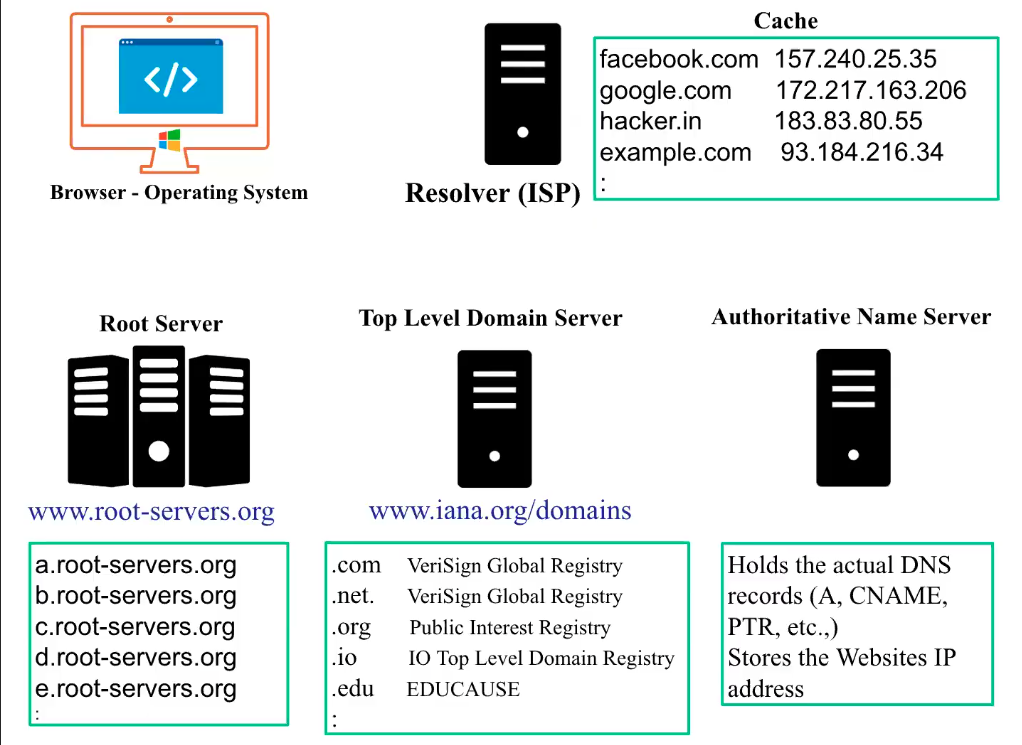 Cache
facebook.com 157.240.25.35
google.com 172.217.163.206
hacker.in 183.83.80.55
example.com 93.184.216.34
:
Browser - Operating System
Resolver (ISP)
Root Server
Top Level Domain Server
Authoritative Name Server
</>
www.root-servers.org
www.iana.org/domains
a.root-servers.org
b.root-servers.org
c.root-servers.org
d.root-servers.org
e.root-servers.org
:
.com VeriSign Global Registry
.net. VeriSign Global Registry
.org Public Interest Registry
.io IO Top Level Domain Registry
.edu EDUCAUSE
:
Holds the actual DNS
records (A, CNAME,
PTR, etc.,)
Stores the Websites IP
address